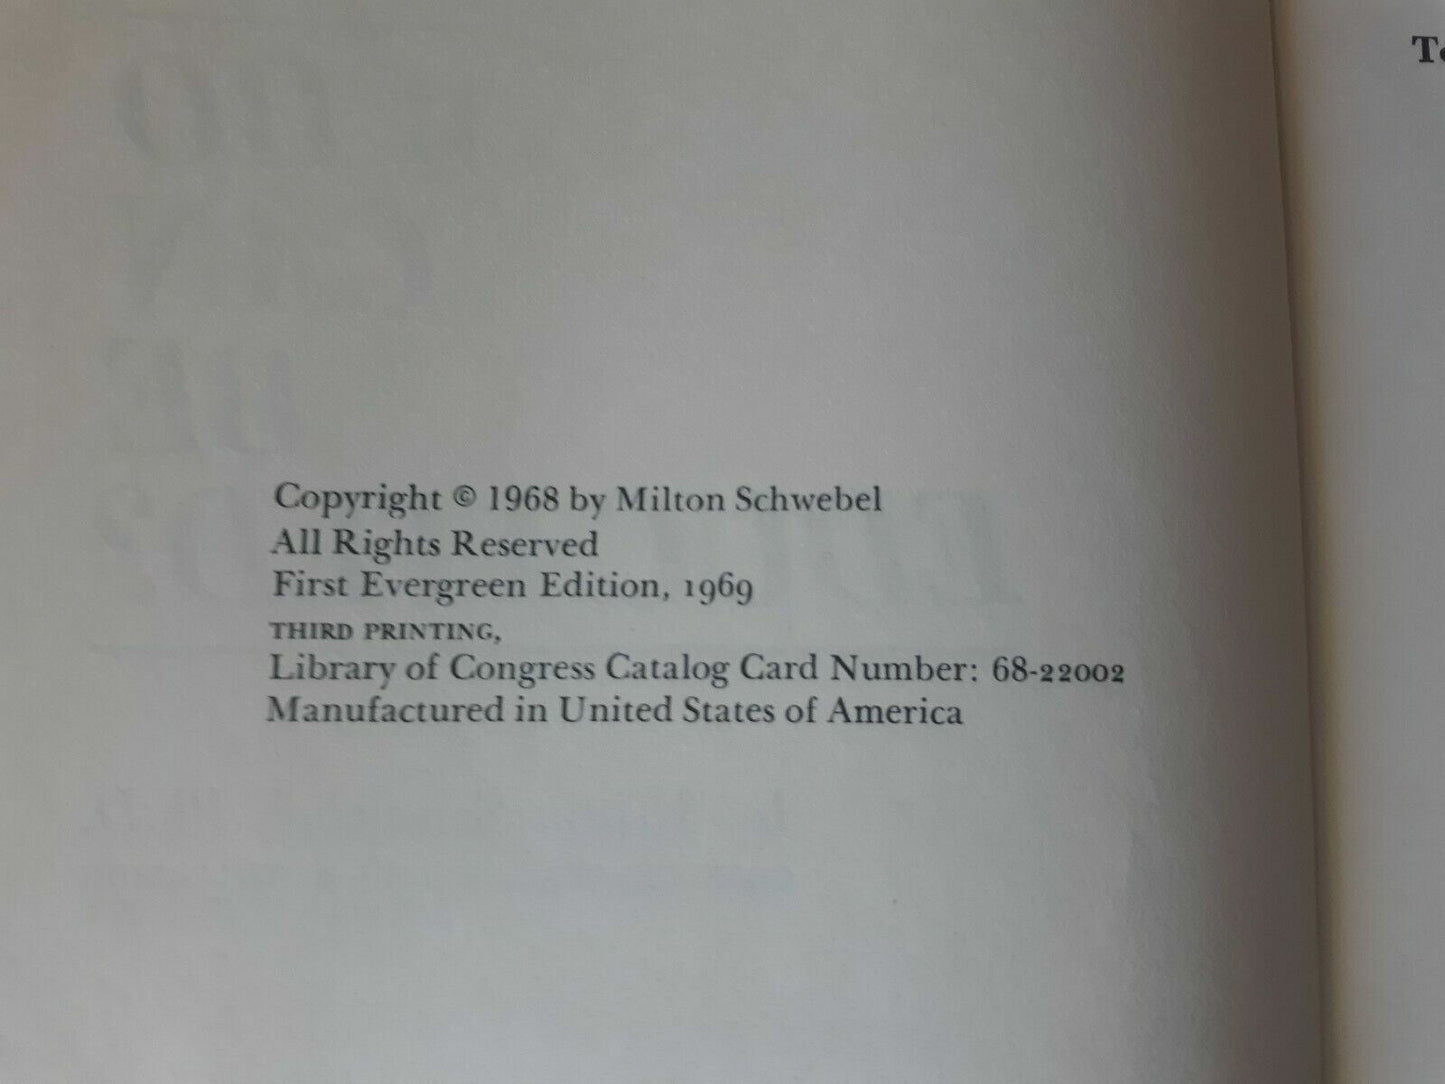 Copyright © 1968 by Milton Schwebel
All Rights Reserved
First Evergreen Edition, 1969
THIRD PRINTING,
Library of Congress Catalog Card Number: 68-22002
Manufactured in United States of America